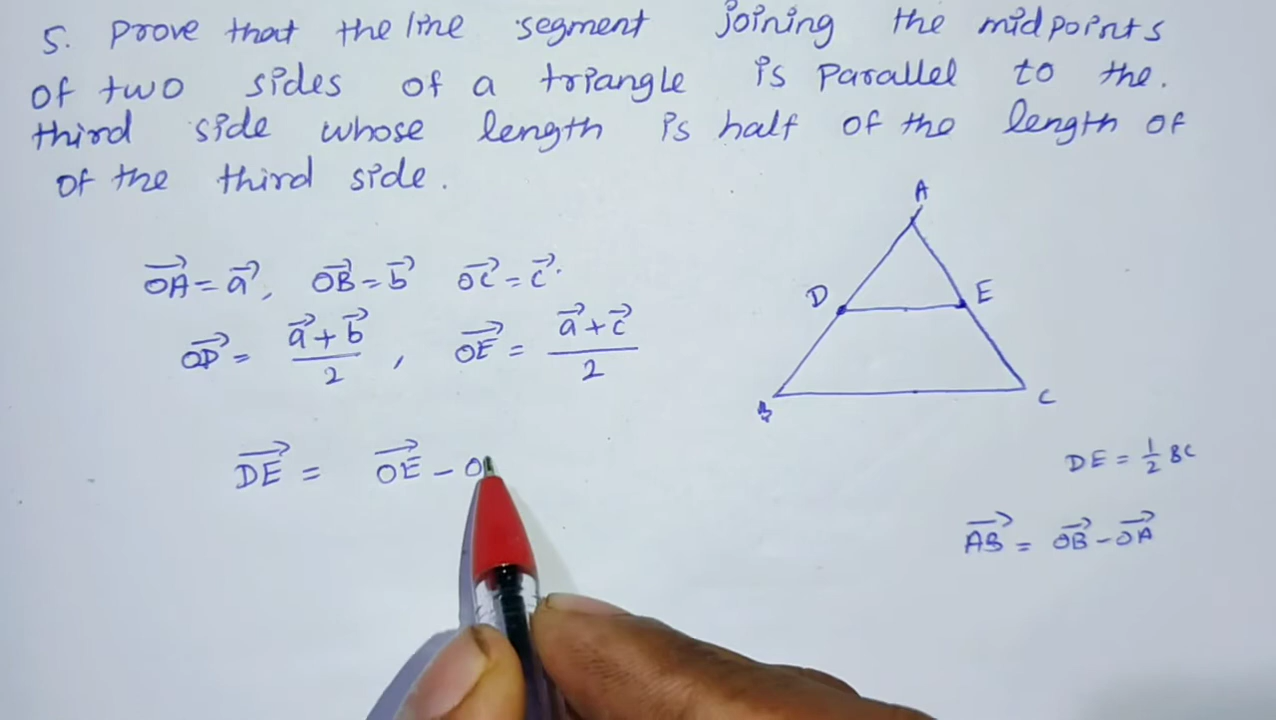 5. Prove that the line segment joining the midpoints
of two sides of a triangle is parallel to the.
third side whose length is half of the length of
of the third side.
A
→OA = →a, →OB = →b →OC = →c.
D E
→OD = (→a + →b)/2, →OE = (→a + →c)/2
B C
→DE = →OE - O
DE = 1/2 BC
→AB = →OB - →OA